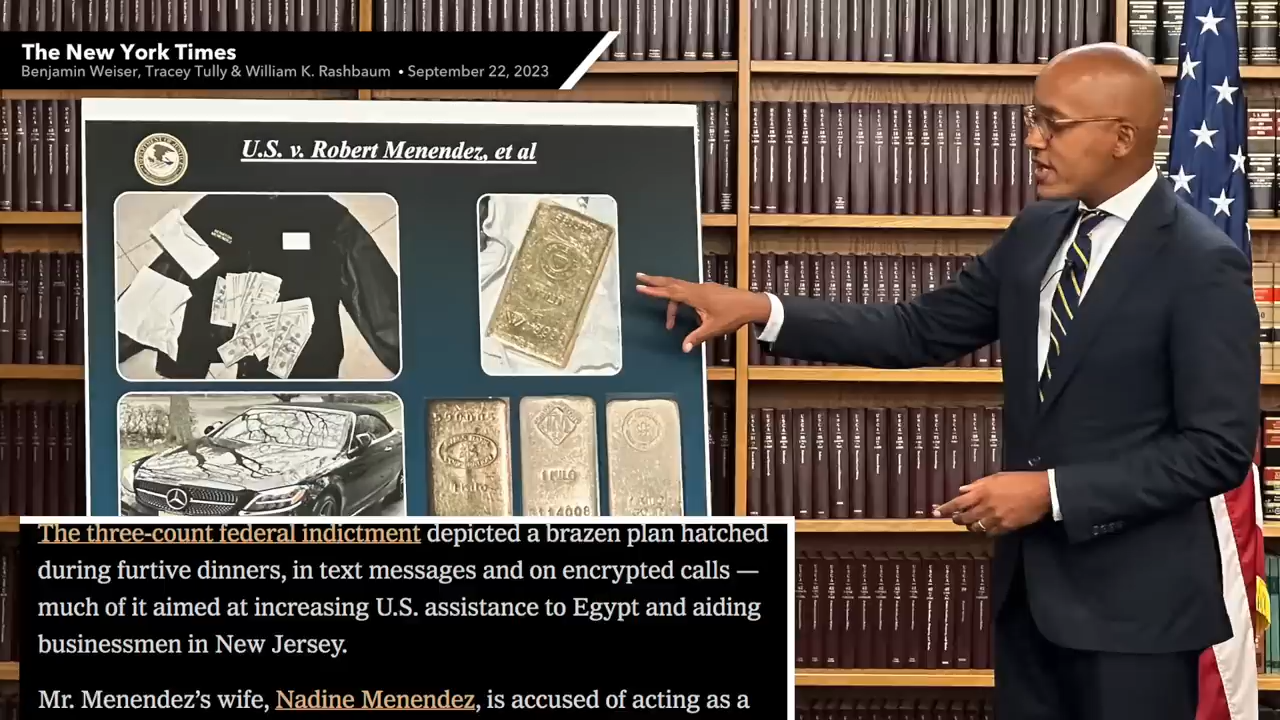 The New York Times
Benjamin Weiser, Tracey Tully & William K. Rashbaum • September 22, 2023
U.S. v. Robert Menendez, et al
1 KILO
The three-count federal indictment depicted a brazen plan hatched
during furtive dinners, in text messages and on encrypted calls —
much of it aimed at increasing U.S. assistance to Egypt and aiding
businessmen in New Jersey.
Mr. Menendez’s wife, Nadine Menendez, is accused of acting as a